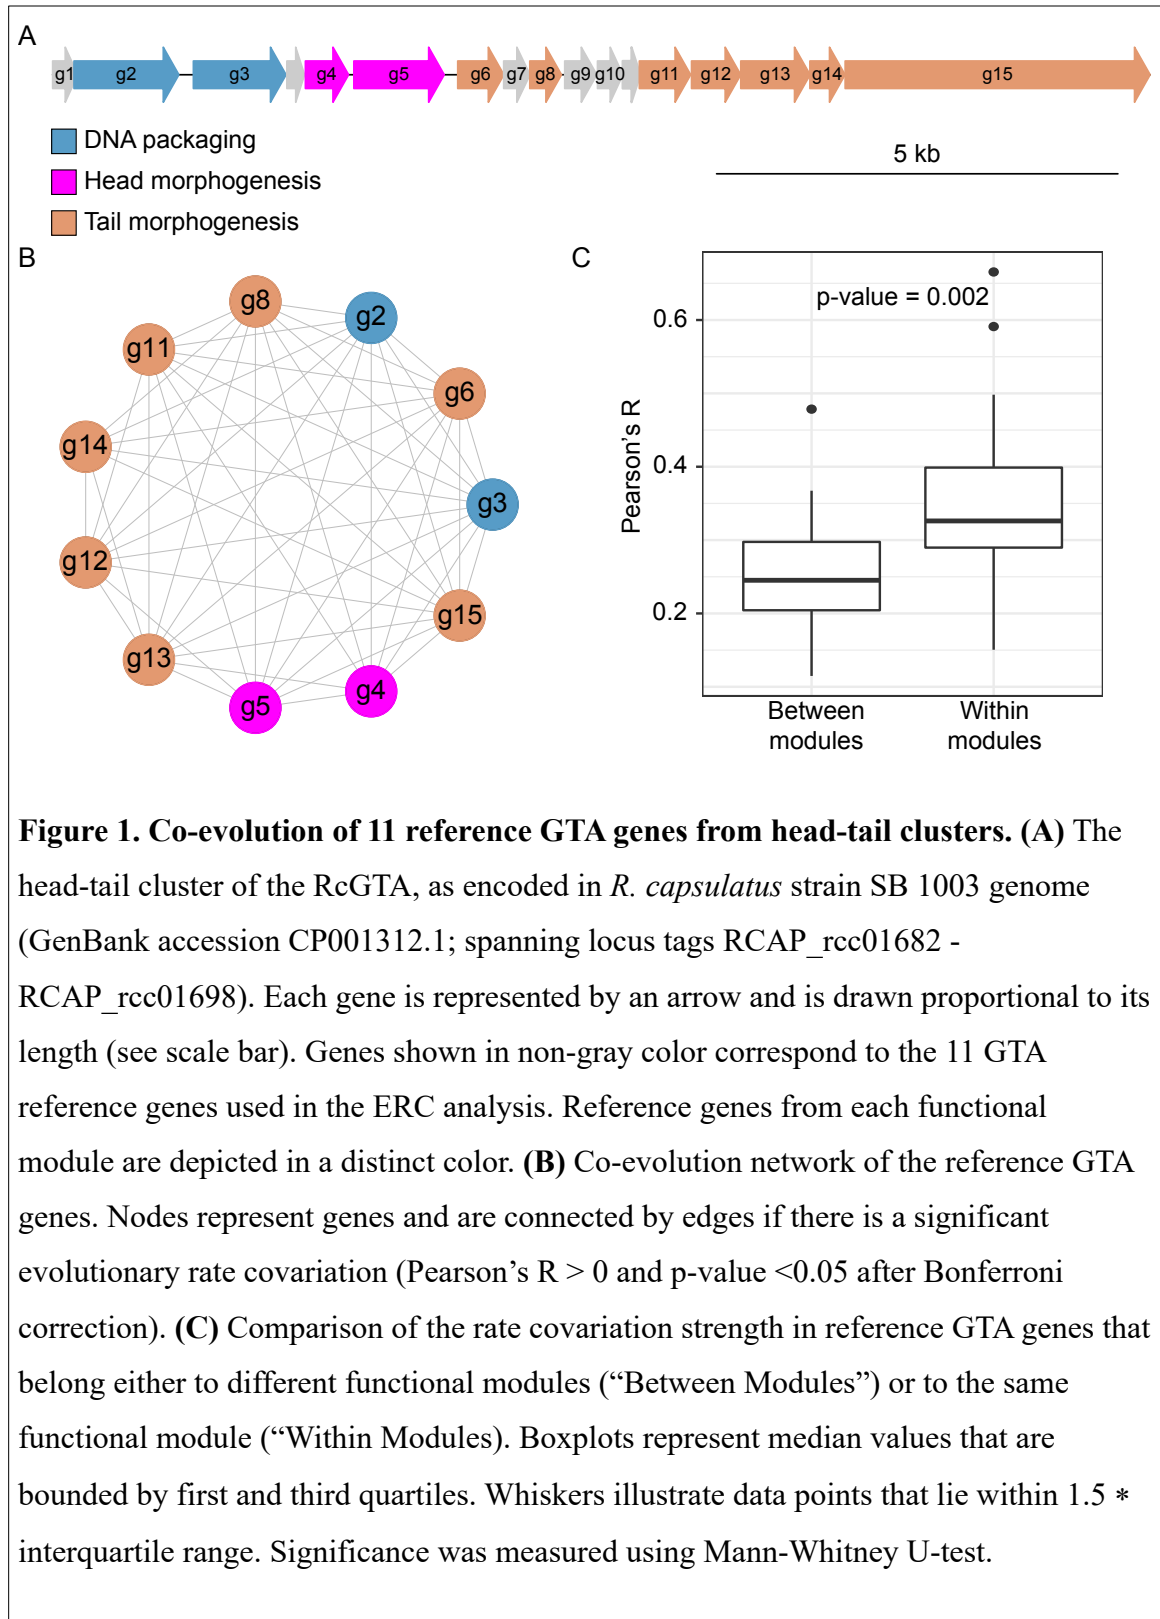 A
g1 g2 g3 g4 g5 g6 g7 g8 g9 g10 g11 g12 g13 g14 g15
DNA packaging
Head morphogenesis
Tail morphogenesis
5 kb
B
g8
g2
g11
g6
g14
g3
g12
g15
g13
g4
g5
C
p-value = 0.002
0.6
0.4
0.2
Pearson's R
Between
modules
Within
modules
Figure 1. Co-evolution of 11 reference GTA genes from head-tail clusters. (A) The
head-tail cluster of the RcGTA, as encoded in R. capsulatus strain SB 1003 genome
(GenBank accession CP001312.1; spanning locus tags RCAP_rcc01682 -
RCAP_rcc01698). Each gene is represented by an arrow and is drawn proportional to its
length (see scale bar). Genes shown in non-gray color correspond to the 11 GTA
reference genes used in the ERC analysis. Reference genes from each functional
module are depicted in a distinct color. (B) Co-evolution network of the reference GTA
genes. Nodes represent genes and are connected by edges if there is a significant
evolutionary rate covariation (Pearson's R > 0 and p-value <0.05 after Bonferroni
correction). (C) Comparison of the rate covariation strength in reference GTA genes that
belong either to different functional modules (“Between Modules”) or to the same
functional module (“Within Modules). Boxplots represent median values that are
bounded by first and third quartiles. Whiskers illustrate data points that lie within 1.5 *
interquartile range. Significance was measured using Mann-Whitney U-test.